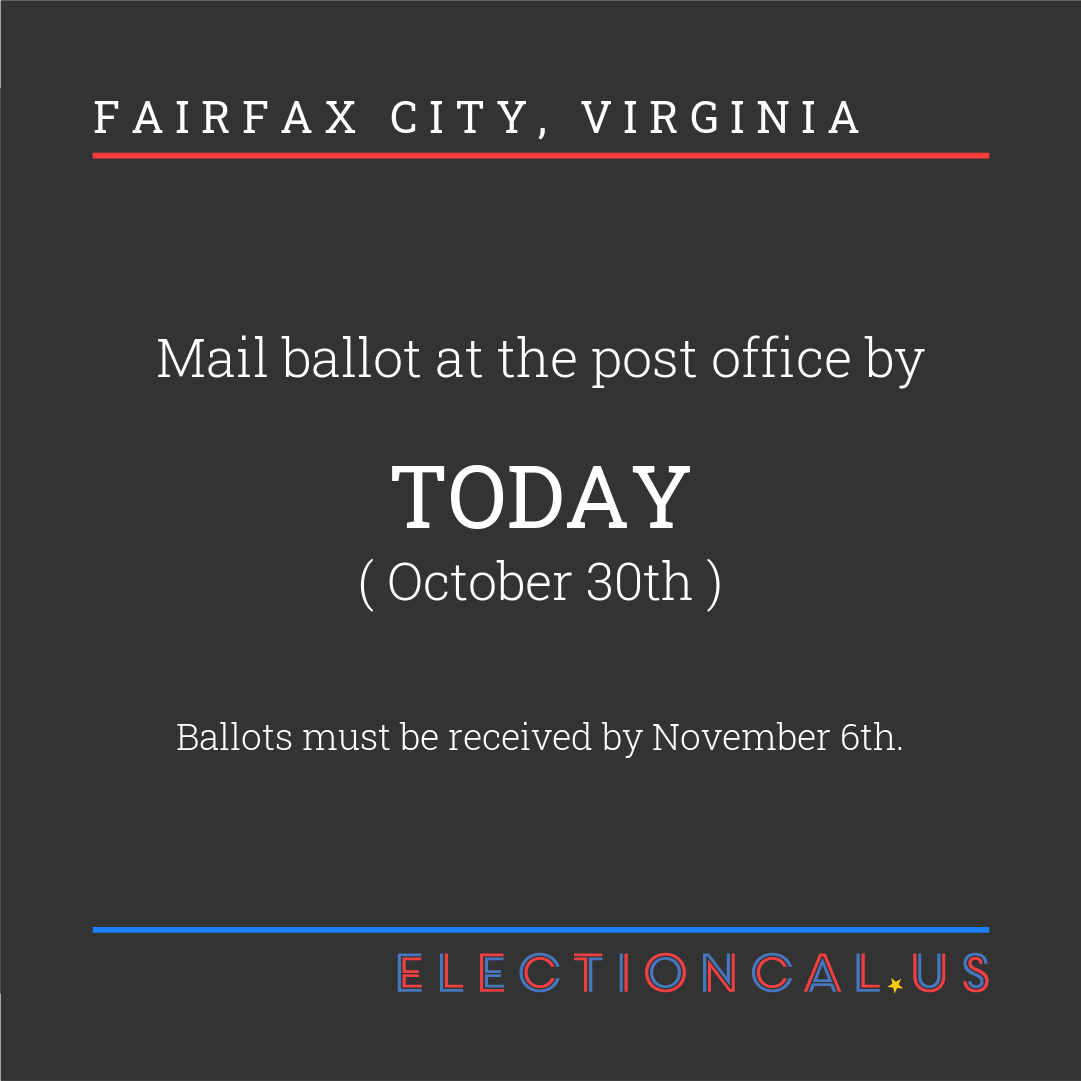 FAIRFAX CITY, VIRGINIA
Mail ballot at the post office by
TODAY
( October 30th )
Ballots must be received by November 6th.
ELECTIONCAL.US